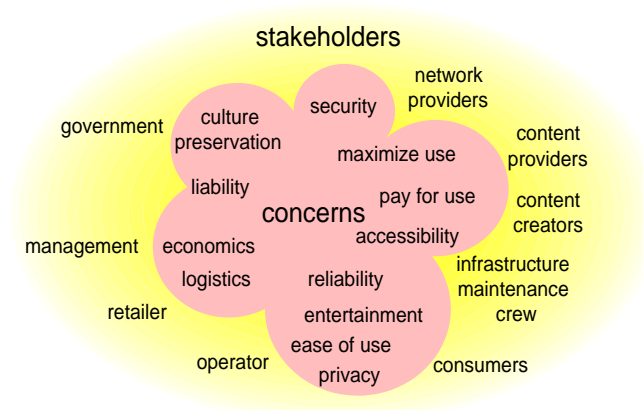 stakeholders
network
providers
security
culture
preservation
government
content
providers
maximize use
liability
pay for use
content
creators
concerns
accessibility
management
economics
infrastructure
maintenance
crew
logistics
reliability
retailer
entertainment
ease of use
operator
consumers
privacy